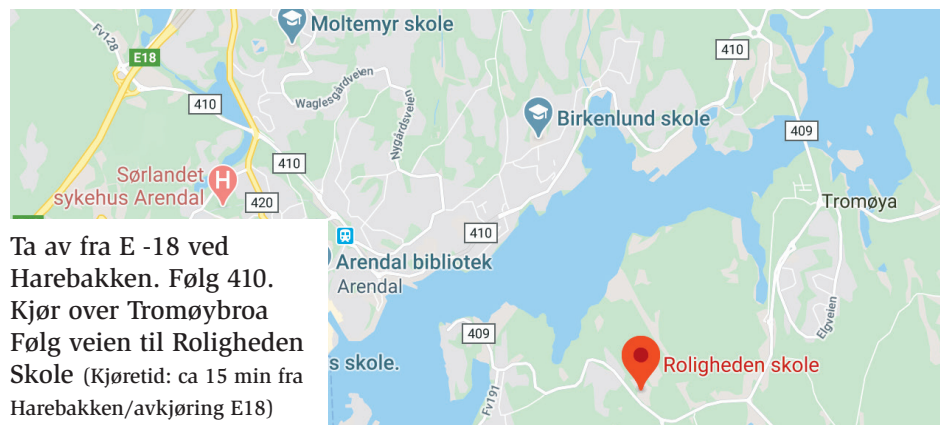 Moltemyr skole
Fv128
E18
410
410
Waglesgårdveien
Nygårdsveien
Birkenlund skole
409
410
Sørlandet
sykehus Arendal
H
420
Tromøya
410
Arendal bibliotek
Arendal
Elgveien
409
s skole.
Roligheden skole
Fv191
Ta av fra E -18 ved
Harebakken. Følg 410.
Kjør over Tromøybroa
Følg veien til Roligheden
Skole (Kjøretid: ca 15 min fra
Harebakken/avkjøring E18)